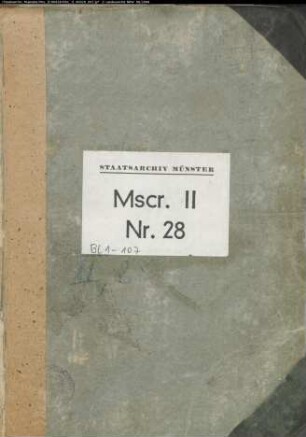 STAATSARCHIV MÜNSTER
Mscr. II
Nr. 28
Bl 1-107